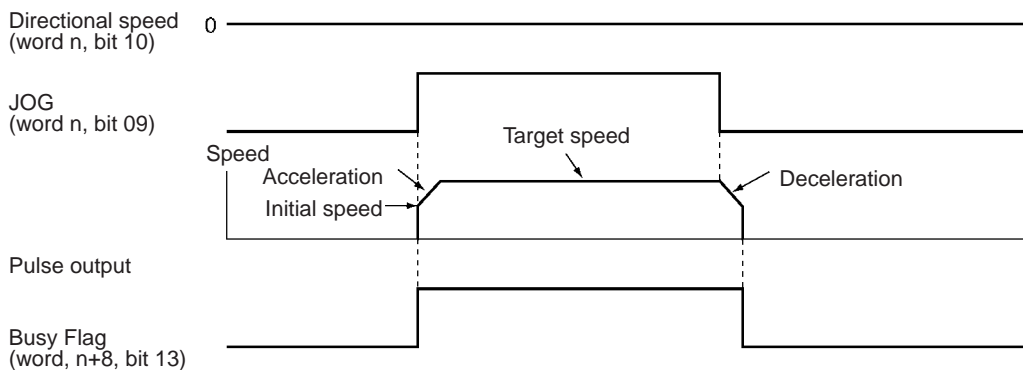 Directional speed
(word n, bit 10)
0
JOG
(word n, bit 09)
Target speed
Speed
Acceleration
Deceleration
Initial speed
Pulse output
Busy Flag
(word, n+8, bit 13)